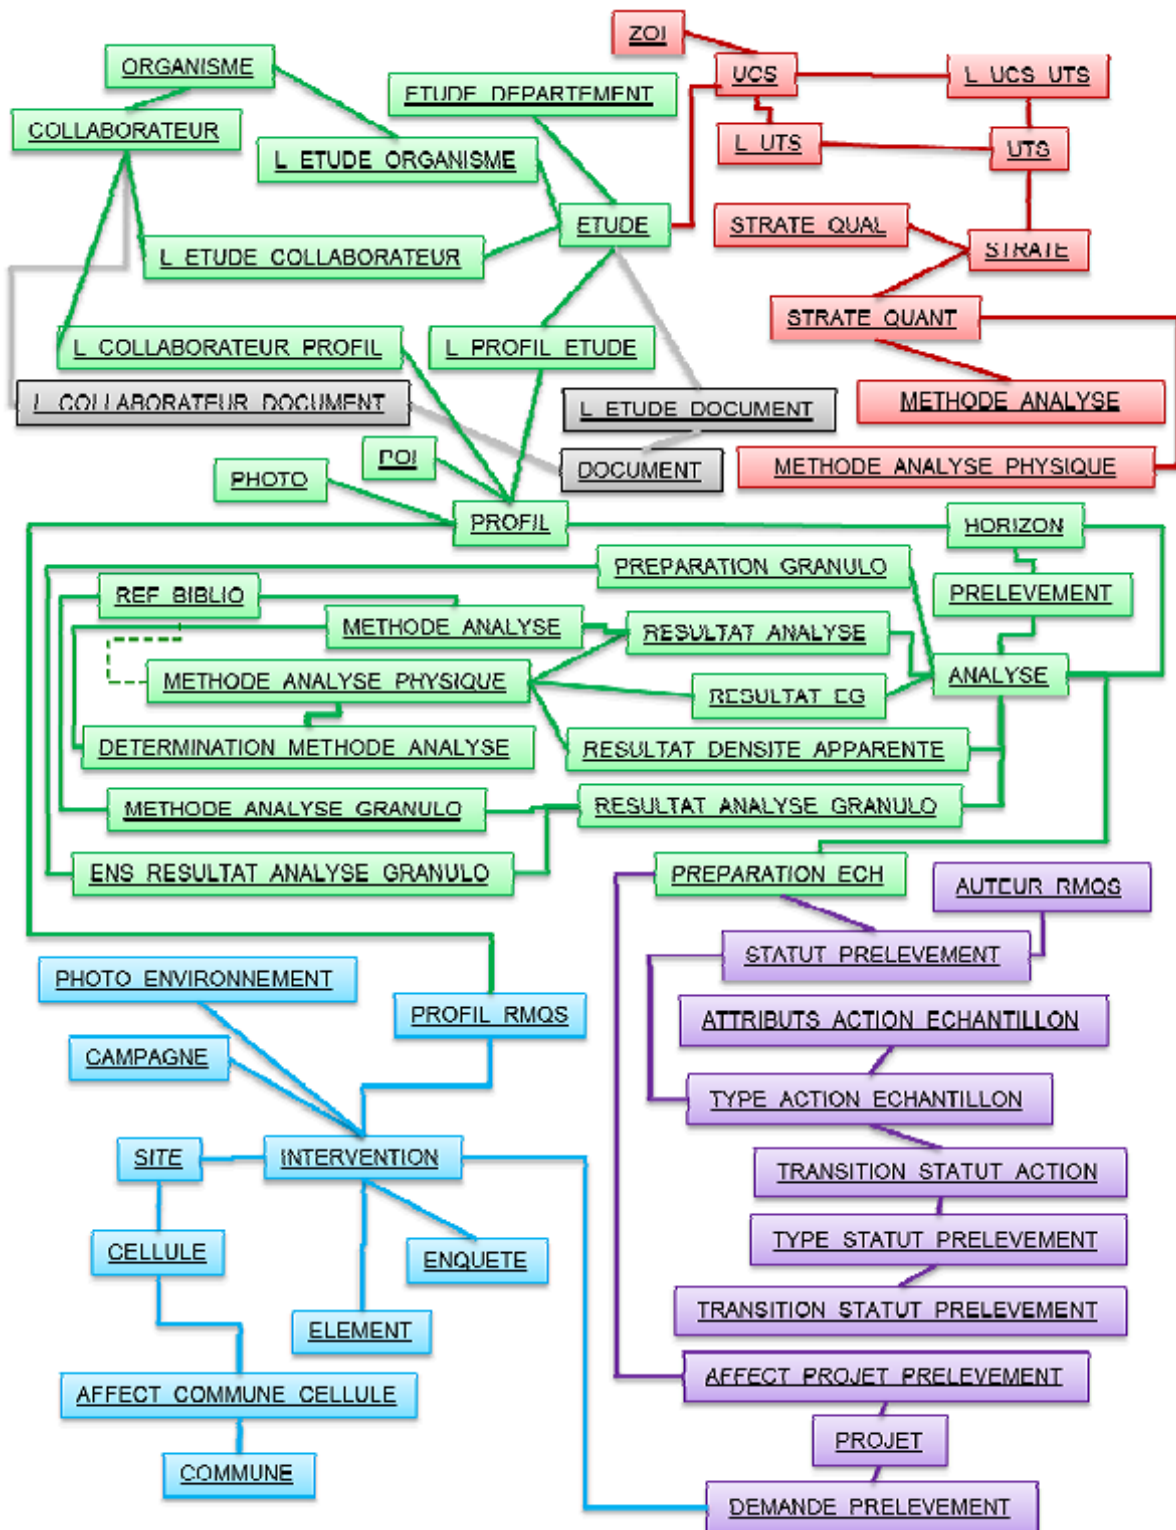 ZOI
ORGANISME
UCS
L_UCS_UTS
ETUDE_DEPARTEMENT
COLLABORATEUR
L_UTS
UTS
L_ETUDE_ORGANISME
ETUDE
STRATE_QUAL
STRATE
L_ETUDE_COLLABORATEUR
STRATE_QUANT
L_COLLABORATEUR_PROFIL
L_PROFIL_ETUDE
L_COLLABORATEUR_DOCUMENT
L_ETUDE_DOCUMENT
METHODE_ANALYSE
POI
DOCUMENT
METHODE_ANALYSE_PHYSIQUE
PHOTO
PROFIL
HORIZON
PREPARATION_GRANULO
REF_BIBLIO
PRELEVEMENT
METHODE_ANALYSE
RESULTAT_ANALYSE
METHODE_ANALYSE_PHYSIQUE
RESULTAT_EG
ANALYSE
DETERMINATION_METHODE_ANALYSE
RESULTAT_DENSITE_APPARENTE
METHODE_ANALYSE_GRANULO
RESULTAT_ANALYSE_GRANULO
ENS_RESULTAT_ANALYSE_GRANULO
PREPARATION_ECH
AUTEUR_RMQS
STATUT_PRELEVEMENT
PHOTO_ENVIRONNEMENT
PROFIL_RMQS
ATTRIBUTS_ACTION_ECHANTILLON
CAMPAGNE
TYPE_ACTION_ECHANTILLON
SITE
INTERVENTION
TRANSITION_STATUT_ACTION
CELLULE
ENQUETE
TYPE_STATUT_PRELEVEMENT
ELEMENT
TRANSITION_STATUT_PRELEVEMENT
AFFECT_COMMUNE_CELLULE
AFFECT_PROJET_PRELEVEMENT
PROJET
COMMUNE
DEMANDE_PRELEVEMENT